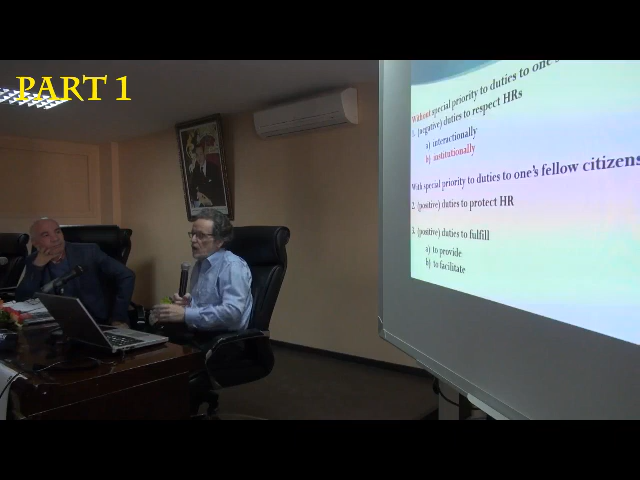 PART 1
Without special priority to duties to one's
1. (negative) duties to respect HRs
a) interactionally
b) institutionally
With special priority to duties to one's fellow citizens
2. (positive) duties to protect HR
3. (positive) duties to fulfill
a) to provide
b) to facilitate